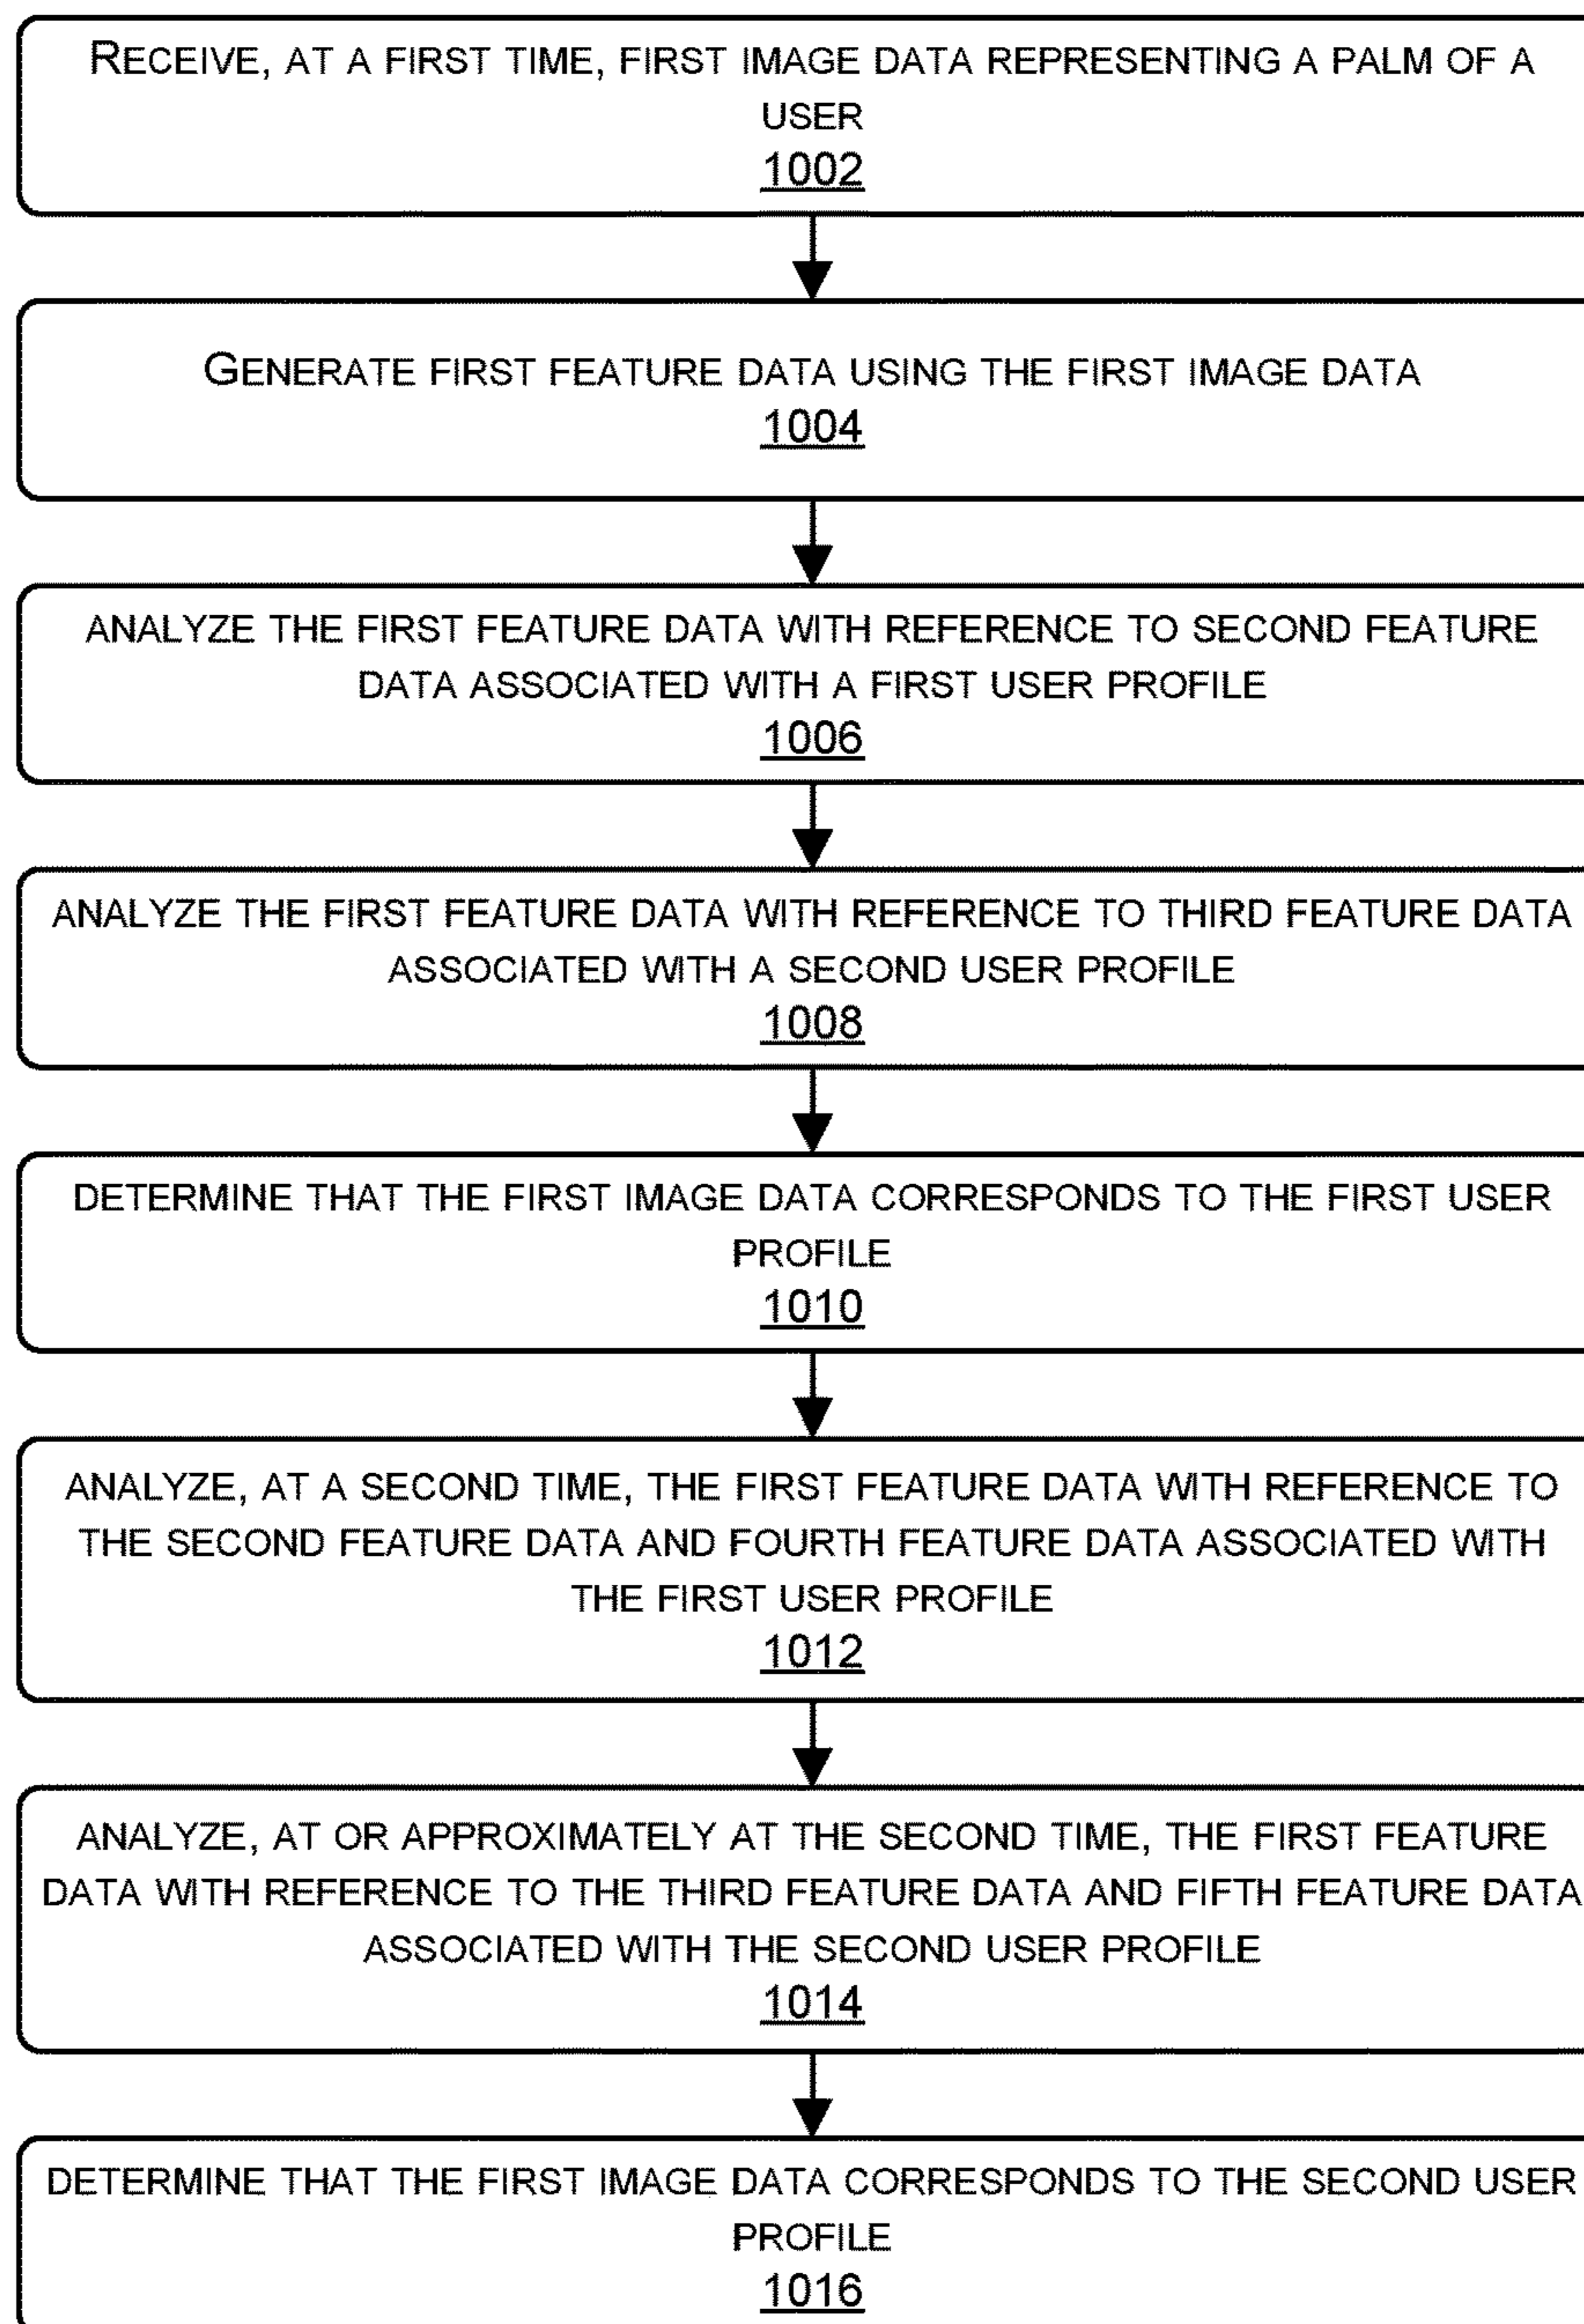 RECEIVE, AT A FIRST TIME, FIRST IMAGE DATA REPRESENTING A PALM OF A
USER
1002
GENERATE FIRST FEATURE DATA USING THE FIRST IMAGE DATA
1004
ANALYZE THE FIRST FEATURE DATA WITH REFERENCE TO SECOND FEATURE
DATA ASSOCIATED WITH A FIRST USER PROFILE
1006
ANALYZE THE FIRST FEATURE DATA WITH REFERENCE TO THIRD FEATURE DATA
ASSOCIATED WITH A SECOND USER PROFILE
1008
DETERMINE THAT THE FIRST IMAGE DATA CORRESPONDS TO THE FIRST USER
PROFILE
1010
ANALYZE, AT A SECOND TIME, THE FIRST FEATURE DATA WITH REFERENCE TO
THE SECOND FEATURE DATA AND FOURTH FEATURE DATA ASSOCIATED WITH
THE FIRST USER PROFILE
1012
ANALYZE, AT OR APPROXIMATELY AT THE SECOND TIME, THE FIRST FEATURE
DATA WITH REFERENCE TO THE THIRD FEATURE DATA AND FIFTH FEATURE DATA
ASSOCIATED WITH THE SECOND USER PROFILE
1014
DETERMINE THAT THE FIRST IMAGE DATA CORRESPONDS TO THE SECOND USER
PROFILE
1016